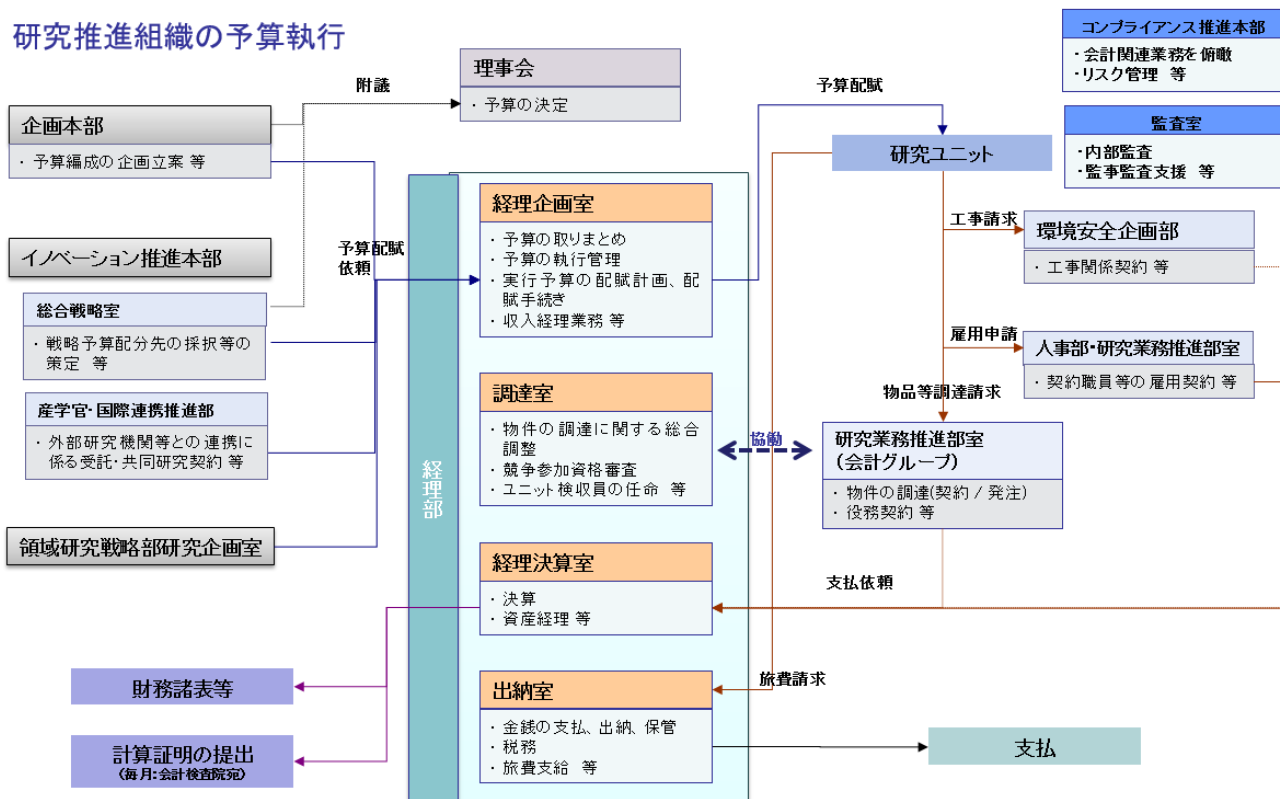 研究推進組織の予算執行
コンプライアンス推進本部
・会計関連業務を俯瞰
・リスク管理 等
監査室
・内部監査
・監事監査支援 等
理事会
・予算の決定
附議
予算配賦
企画本部
・予算編成の企画立案 等
研究ユニット
イノベーション推進本部
予算配賦
依頼
総合戦略室
・戦略予算配分先の採択等の
策定 等
産学官・国際連携推進部
・外部研究機関等との連携に
係る受託・共同研究契約 等
領域研究戦略部研究企画室
経理部
経理企画室
・予算の取りまとめ
・予算の執行管理
・実行予算の配賦計画、配
賦手続き
・収入経理業務 等
調達室
・物件の調達に関する総合
調整
・競争参加資格審査
・ユニット検収員の任命 等
協働
経理決算室
・決算
・資産経理 等
出納室
・金銭の支払、出納、保管
・税務
・旅費支給 等
工事請求
環境安全企画部
・工事関係契約 等
雇用申請
人事部・研究業務推進部室
・契約職員等の雇用契約 等
物品等調達請求
研究業務推進部室
(会計グループ)
・物件の調達(契約 / 発注)
・役務契約 等
支払依頼
旅費請求
財務諸表等
計算証明の提出
(毎月:会計検査院宛)
支払